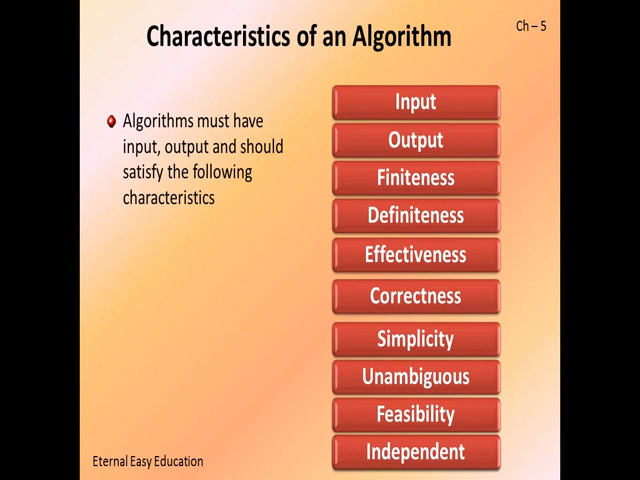 Characteristics of an Algorithm
Ch – 5
Algorithms must have
input, output and should
satisfy the following
characteristics
Input
Output
Finiteness
Definiteness
Effectiveness
Correctness
Simplicity
Unambiguous
Feasibility
Independent
Eternal Easy Education